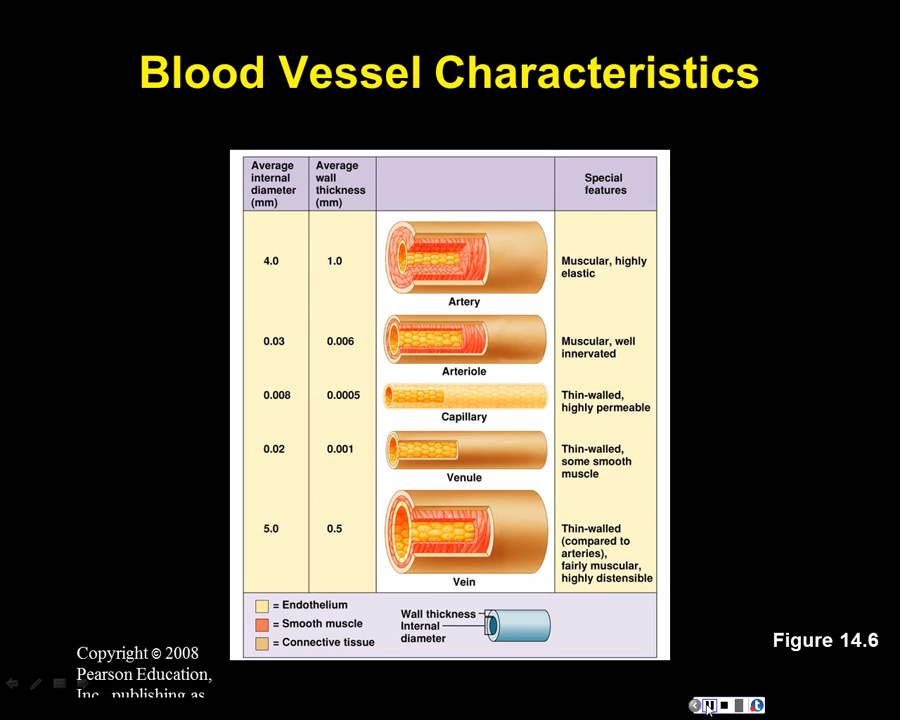 Blood Vessel Characteristics
Average
internal
diameter
(mm)
Average
wall
thickness
(mm)
Special
features
4.0
1.0
Artery
Muscular, highly
elastic
0.03
0.006
Arteriole
Muscular, well
innervated
0.008
0.0005
Capillary
Thin-walled,
highly permeable
0.02
0.001
Venule
Thin-walled,
some smooth
muscle
5.0
0.5
Vein
Thin-walled
(compared to
arteries),
fairly muscular,
highly distensible
= Endothelium
= Smooth muscle
= Connective tissue
Wall thickness
Internal
diameter
Figure 14.6
Copyright © 2008
Pearson Education,
Inc., publishing as